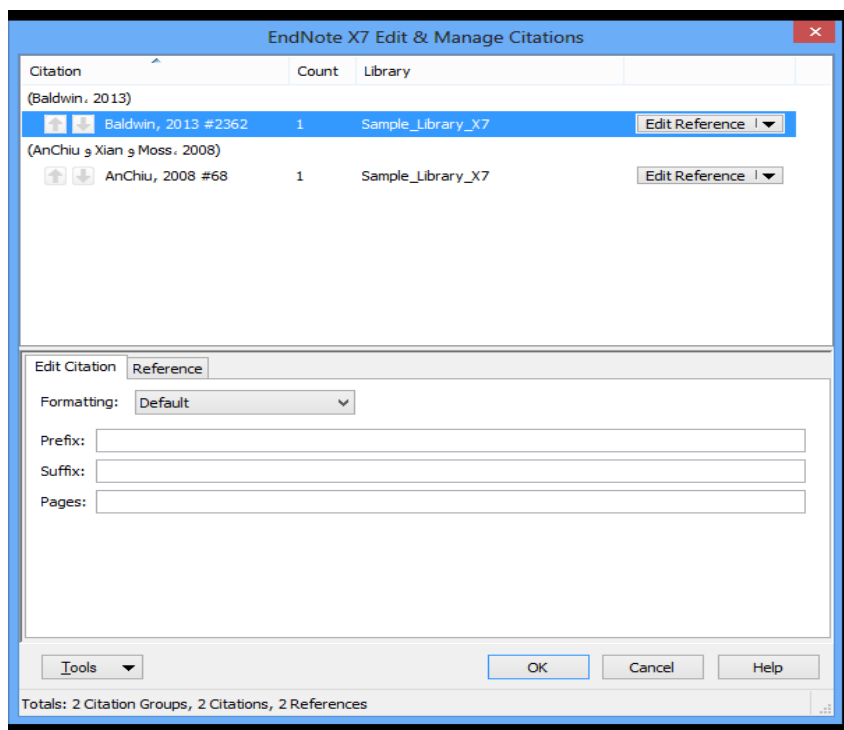 EndNote X7 Edit & Manage Citations
Citation Count Library
(Baldwin، 2013)
Baldwin, 2013 #2362 1 Sample_Library_X7 Edit Reference
(AnChiu و Xian و Moss، 2008)
AnChiu, 2008 #68 1 Sample_Library_X7 Edit Reference
Edit Citation Reference
Formatting: Default
Prefix:
Suffix:
Pages:
Tools OK Cancel Help
Totals: 2 Citation Groups, 2 Citations, 2 References